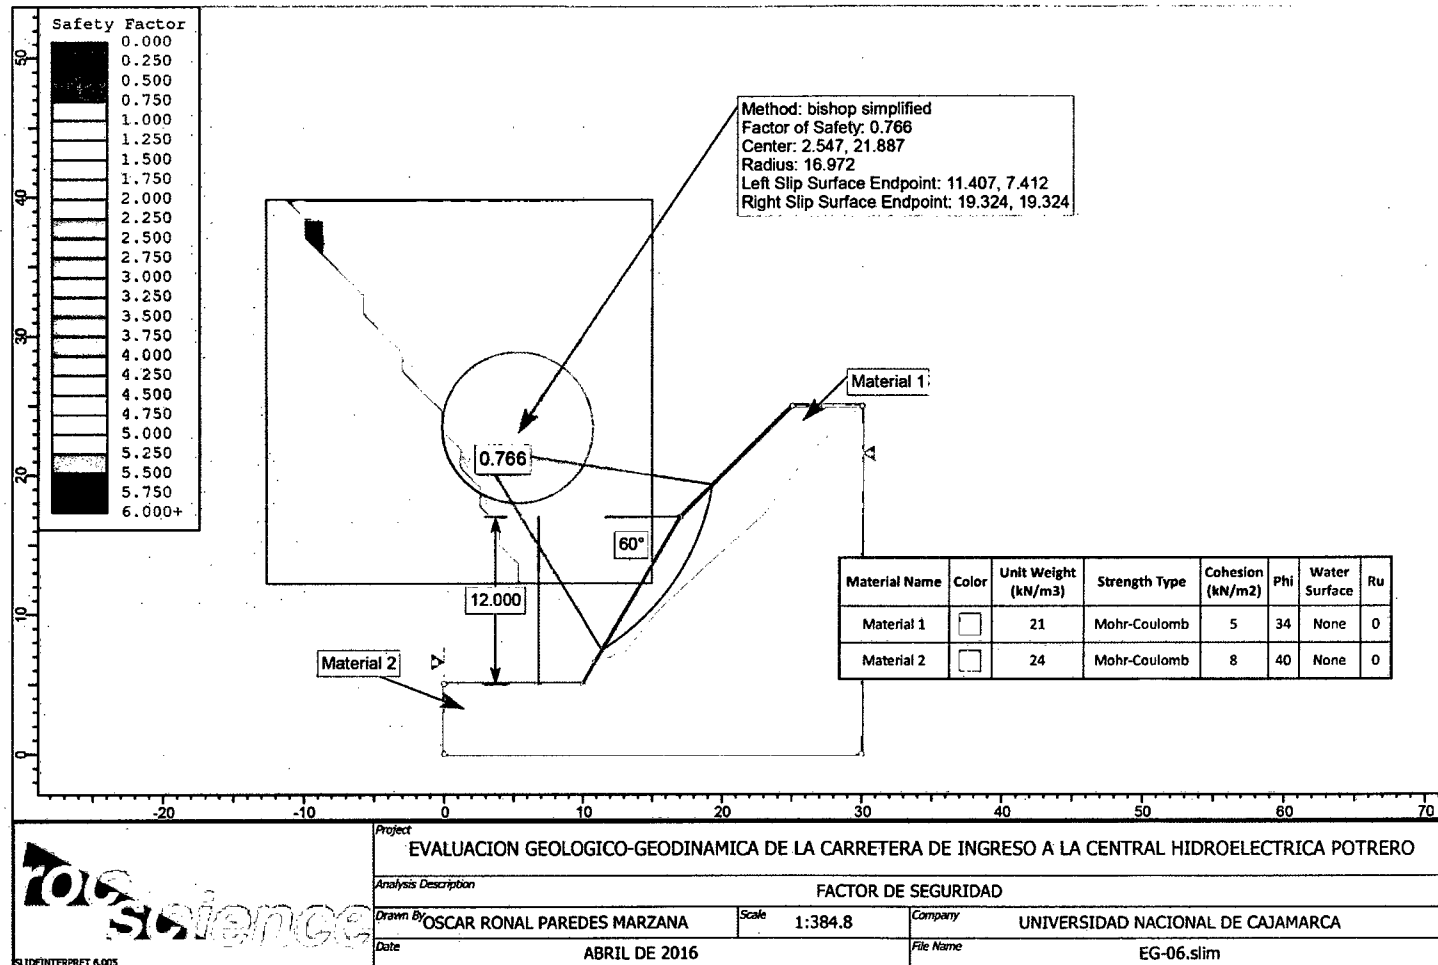 Safety Factor
0.000
0.250
0.500
0.750
1.000
1.250
1.500
1.750
2.000
2.250
2.500
2.750
3.000
3.250
3.500
3.750
4.000
4.250
4.500
4.750
5.000
5.250
5.500
5.750
6.000+
50
40
30
20
10
0
Method: bishop simplified
Factor of Safety: 0.766
Center: 2.547, 21.887
Radius: 16.972
Left Slip Surface Endpoint: 11.407, 7.412
Right Slip Surface Endpoint: 19.324, 19.324
Material 1
0.766
60°
12.000
Material 2
Material Name Color Unit Weight (kN/m3) Strength Type Cohesion (kN/m2) Phi Water Surface Ru
Material 1 21 Mohr-Coulomb 5 34 None 0
Material 2 24 Mohr-Coulomb 8 40 None 0
-20 -10 0 10 20 30 40 50 60 70
rocscience
SLIDEINTERPRET 6.005
Project
EVALUACION GEOLOGICO-GEODINAMICA DE LA CARRETERA DE INGRESO A LA CENTRAL HIDROELECTRICA POTRERO
Analysis Description
FACTOR DE SEGURIDAD
Drawn By OSCAR RONAL PAREDES MARZANA Scale 1:384.8 Company UNIVERSIDAD NACIONAL DE CAJAMARCA
Date ABRIL DE 2016 File Name EG-06.slim